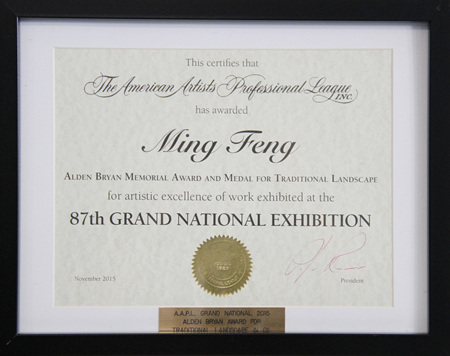 This certifies that
The American Artists Professional League
INC.
has awarded
Ming Feng
ALDEN BRYAN MEMORIAL AWARD AND MEDAL FOR TRADITIONAL LANDSCAPE
for artistic excellence of work exhibited at the
87th GRAND NATIONAL EXHIBITION
November 2015
President
A.A.P.L. GRAND NATIONAL 2015
ALDEN BRYAN AWARD FOR
TRADITIONAL LANDSCAPE